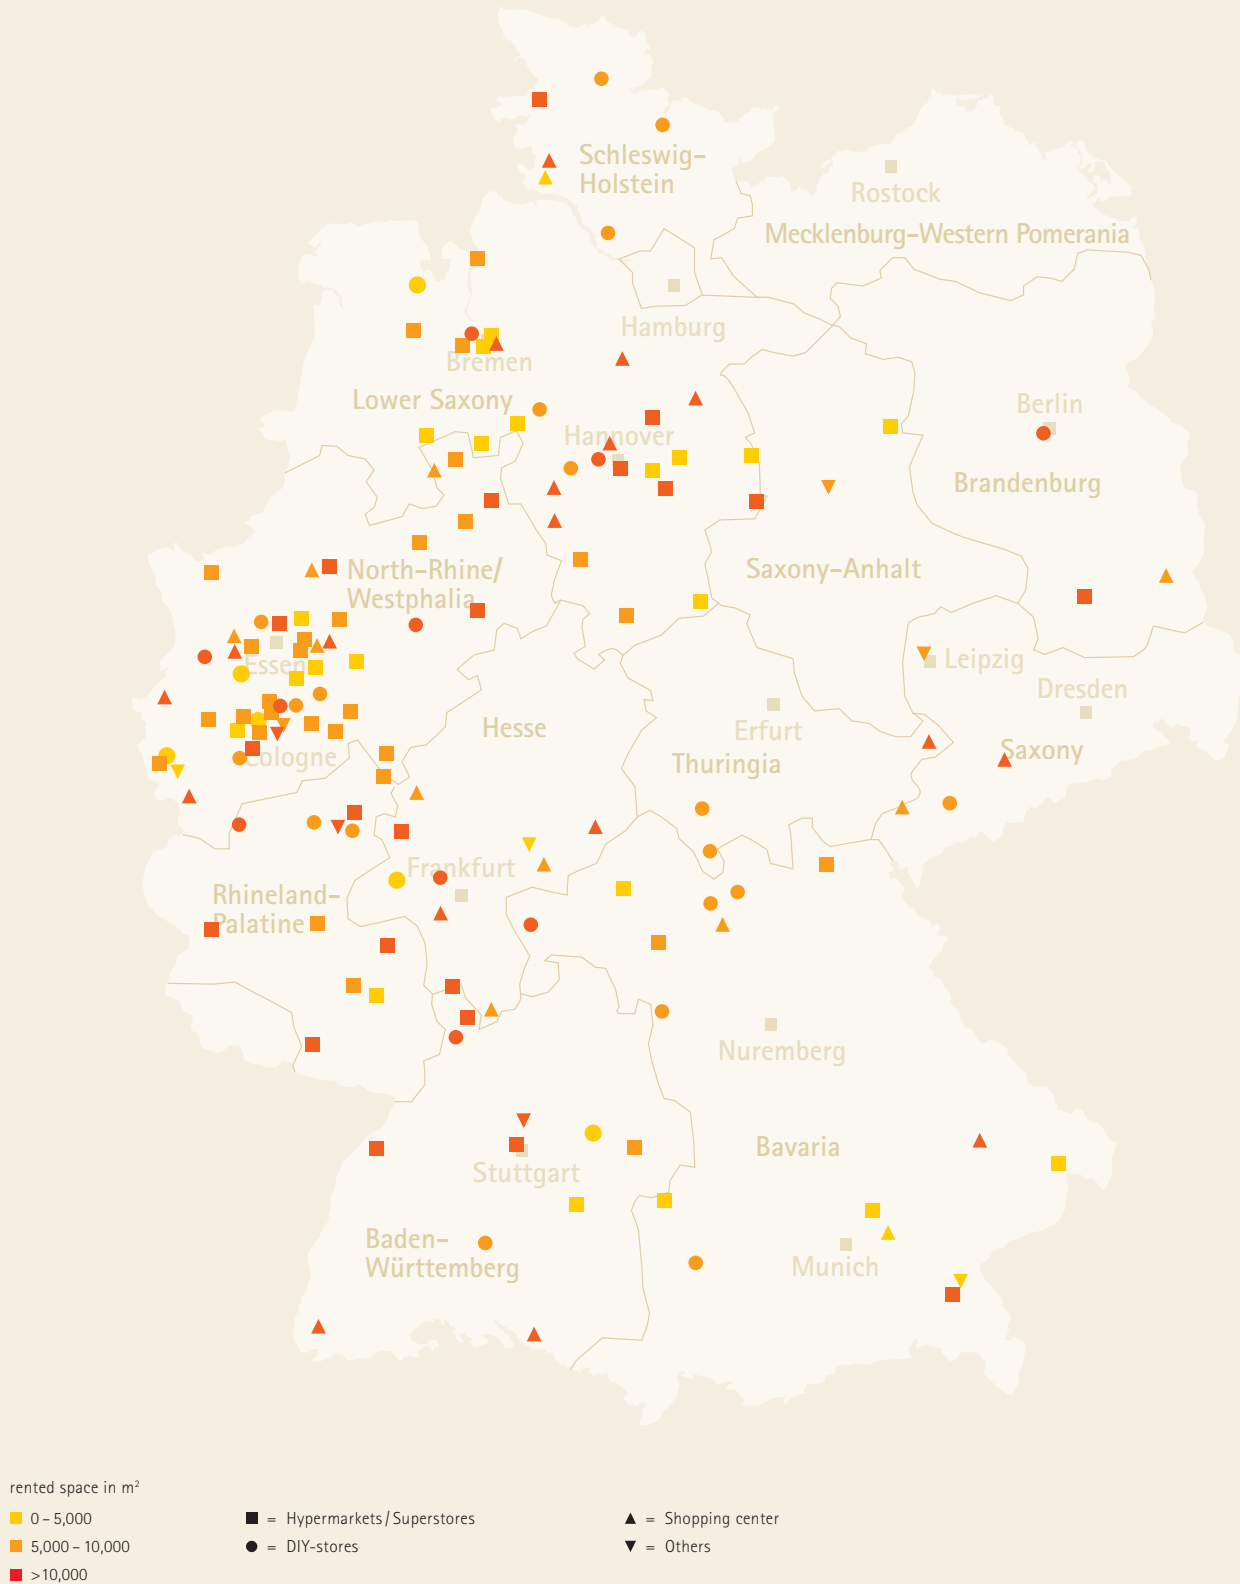 Schleswig-
Holstein
Rostock
Mecklenburg-Western Pomerania
Hamburg
Bremen
Lower Saxony
Hannover
Berlin
Brandenburg
North-Rhine/
Westphalia
Saxony-Anhalt
Essen
Leipzig
Dresden
Hesse
Erfurt
Saxony
Cologne
Thuringia
Frankfurt
Rhineland-
Palatine
Nuremberg
Bavaria
Stuttgart
Baden-
Württemberg
Munich
rented space in m²
0 – 5,000
5,000 – 10,000
>10,000
= Hypermarkets / Superstores
= DIY-stores
= Shopping center
= Others